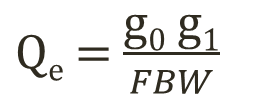 Qₑ = g₀ g₁ / FBW